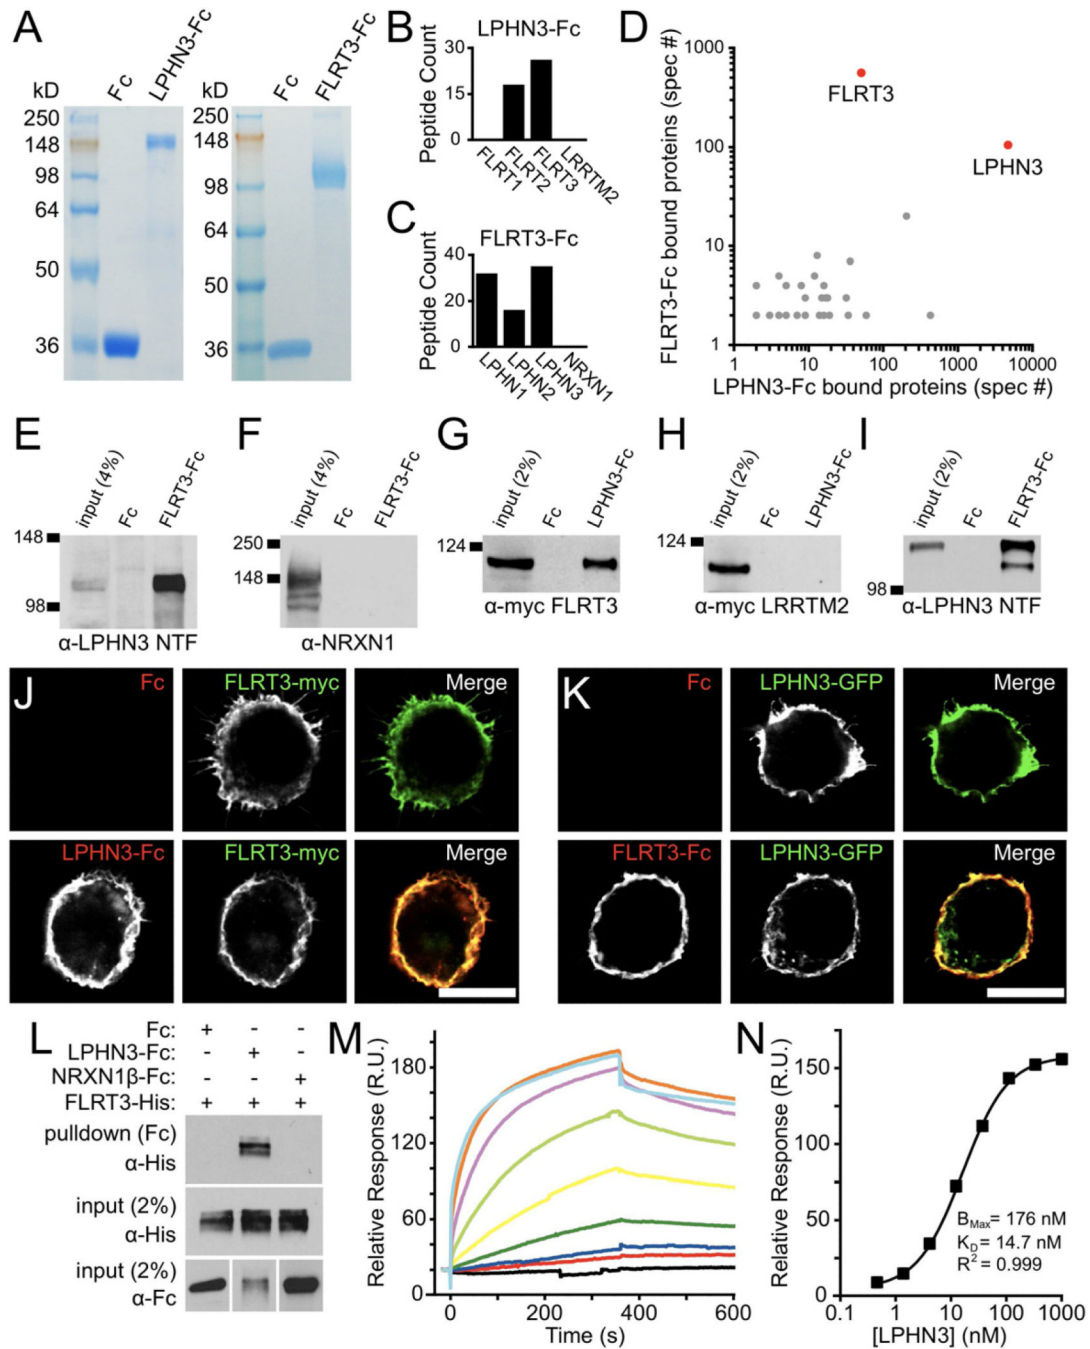 A
kD
Fc
LPHN3-Fc
250
148
98
64
50
36
kD
Fc
FLRT3-Fc
250
148
98
64
50
36
B
LPHN3-Fc
Peptide Count
30
15
0
FLRT1
FLRT2
FLRT3
LRRTM2
C
FLRT3-Fc
Peptide Count
40
20
0
LPHN1
LPHN2
LPHN3
NRXN1
D
FLRT3-Fc bound proteins (spec #)
1000
100
10
1
FLRT3
LPHN3
1
10
100
1000
10000
LPHN3-Fc bound proteins (spec #)
E
input (4%)
Fc
FLRT3-Fc
148
98
α-LPHN3 NTF
F
input (4%)
Fc
FLRT3-Fc
250
148
α-NRXN1
G
input (2%)
Fc
LPHN3-Fc
124
α-myc FLRT3
H
input (2%)
Fc
LPHN3-Fc
124
α-myc LRRTM2
I
input (2%)
Fc
FLRT3-Fc
98
α-LPHN3 NTF
J
Fc
FLRT3-myc
Merge
LPHN3-Fc
FLRT3-myc
Merge
K
Fc
LPHN3-GFP
Merge
FLRT3-Fc
LPHN3-GFP
Merge
L
Fc: + - -
LPHN3-Fc: - + -
NRXN1β-Fc: - - +
FLRT3-His: + + +
pulldown (Fc)
α-His
input (2%)
α-His
input (2%)
α-Fc
M
Relative Response (R.U.)
180
120
60
0
0
200
400
600
Time (s)
N
Relative Response (R.U.)
150
100
50
0
B Max = 176 nM
K D = 14.7 nM
R² = 0.999
0.1
1
10
100
1000
[LPHN3] (nM)